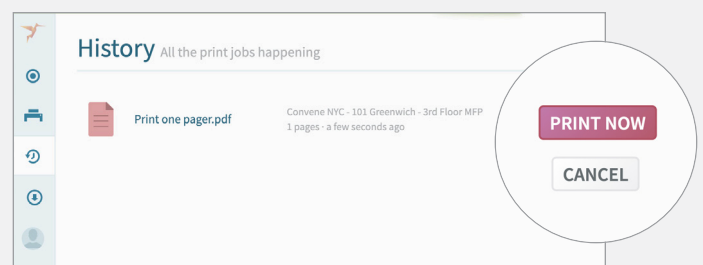 History All the print jobs happening
Print one pager.pdf
Convene NYC - 101 Greenwich - 3rd Floor MFP
1 pages · a few seconds ago
PRINT NOW
CANCEL